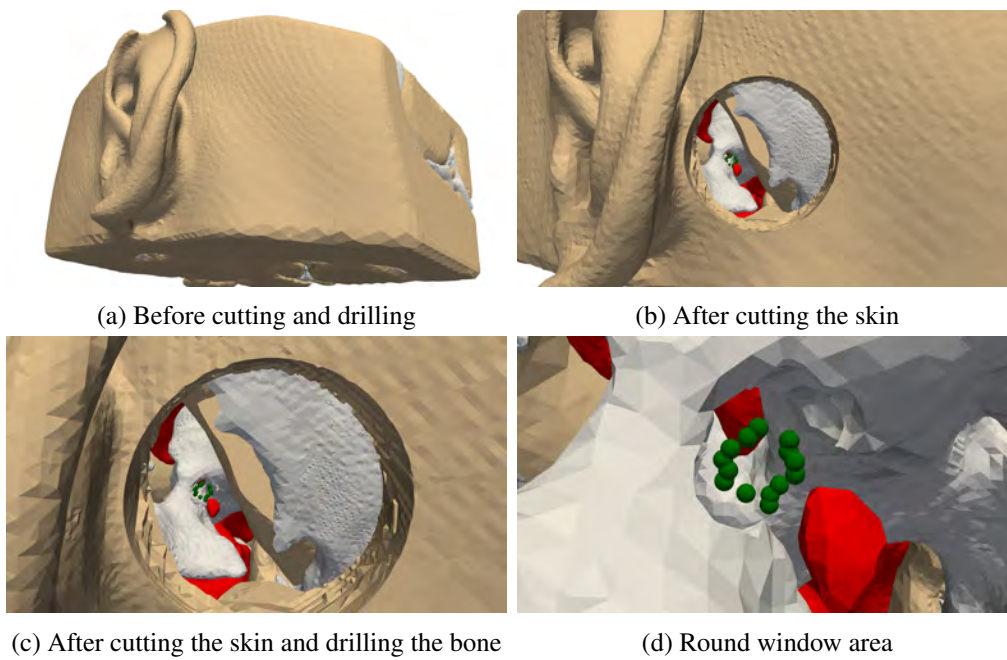 (a) Before cutting and drilling
(b) After cutting the skin
(c) After cutting the skin and drilling the bone
(d) Round window area